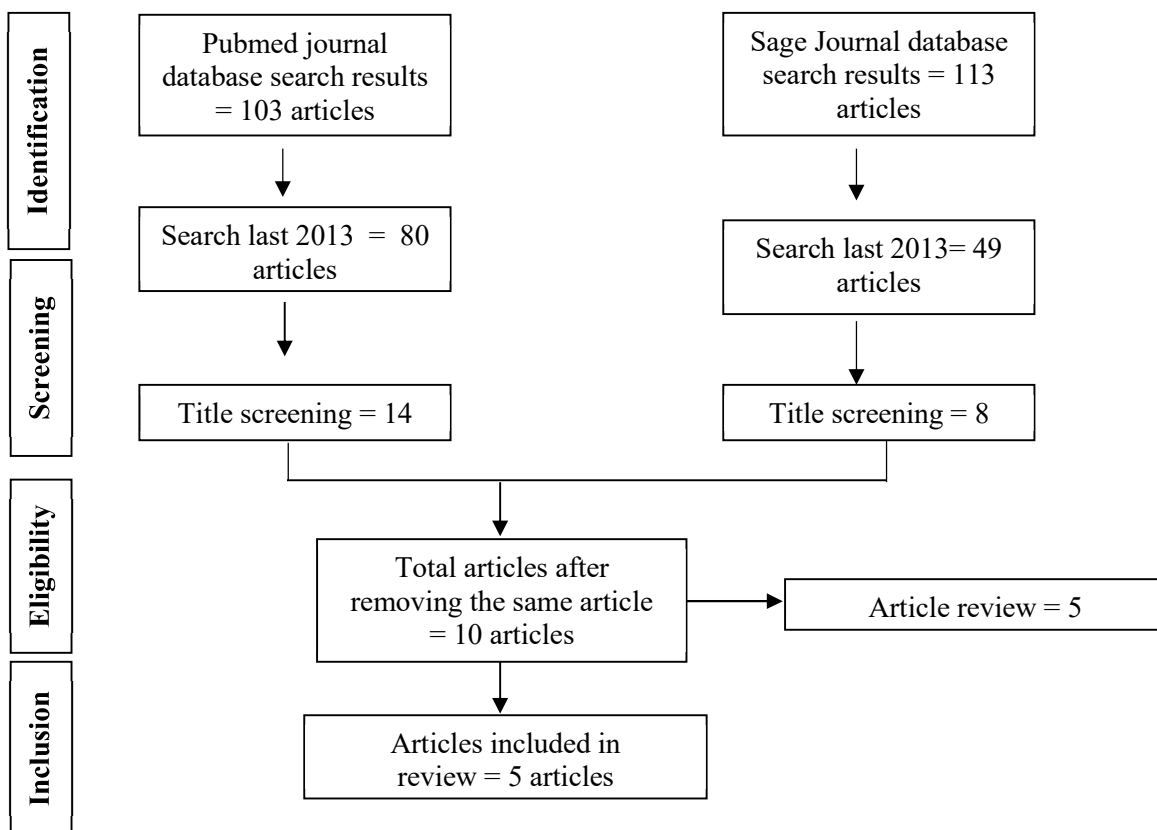 Identification
Pubmed journal
database search results
= 103 articles
Sage Journal database
search results = 113
articles
Search last 2013 = 80
articles
Search last 2013= 49
articles
Screening
Title screening = 14
Title screening = 8
Eligibility
Total articles after
removing the same article
= 10 articles
Article review = 5
Inclusion
Articles included in
review = 5 articles